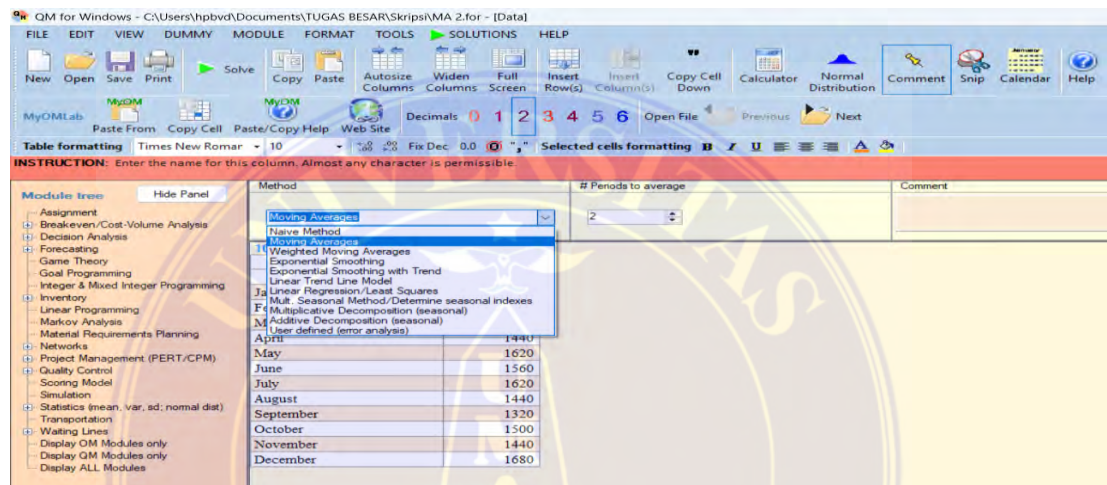 QM for Windows - C:\Users\hpbvd\Documents\TUGAS BESAR\Skripsi\MA 2.for - [Data]
FILE EDIT VIEW DUMMY MODULE FORMAT TOOLS SOLUTIONS HELP
New Open Save Print Solve Copy Paste Autosize Columns Widen Columns Full Screen Insert Row(s) Insert Column(s) Copy Cell Down Calculator Normal Distribution Comment Snip Calendar Help
MyOMLab MyOM Paste From Copy Cell MyOM Paste/Copy Help Web Site Decimals 0 1 2 3 4 5 6 Open File Previous Next
Table formatting Times New Romar 10 Fix Dec 0.0 "," Selected cells formatting B I U A
INSTRUCTION: Enter the name for this column. Almost any character is permissible.
Module tree Hide Panel
Assignment
Breakeven/Cost-Volume Analysis
Decision Analysis
Forecasting
Game Theory
Goal Programming
Integer & Mixed Integer Programming
Inventory
Linear Programming
Markov Analysis
Material Requirements Planning
Networks
Project Management (PERT/CPM)
Quality Control
Scoring Model
Simulation
Statistics (mean, var, sd; normal dist)
Transportation
Waiting Lines
Display OM Modules only
Display QM Modules only
Display ALL Modules
Method
Moving Averages
Naive Method
Moving Averages
Weighted Moving Averages
Exponential Smoothing
Exponential Smoothing with Trend
Linear Trend Line Model
Linear Regression/Least Squares
Mult. Seasonal Method/Determine seasonal indexes
Multiplicative Decomposition (seasonal)
Additive Decomposition (seasonal)
User defined (error analysis)
# Periods to average
2
Comment
April 1440
May 1620
June 1560
July 1620
August 1440
September 1320
October 1500
November 1440
December 1680